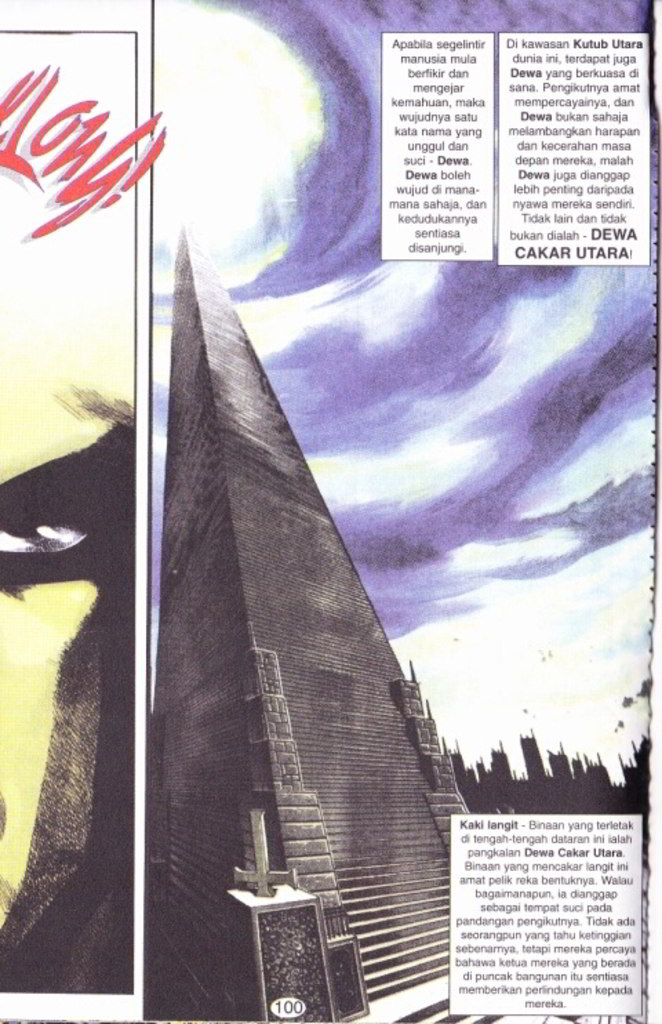 Mong!
Apabila segelintir
manusia mula
berfikir dan
mengejar
kemahuan, maka
wujudnya satu
kata nama yang
unggul dan
suci - Dewa.
Dewa boleh
wujud di mana-
mana sahaja, dan
kedudukannya
sentiasa
disanjungi.
Di kawasan Kutub Utara
dunia ini, terdapat juga
Dewa yang berkuasa di
sana. Pengikutnya amat
mempercayainya, dan
Dewa bukan sahaja
melambangkan harapan
dan kecerahan masa
depan mereka, malah
Dewa juga dianggap
lebih penting daripada
nyawa mereka sendiri.
Tidak lain dan tidak
bukan dialah - DEWA
CAKAR UTARA!
Kaki langit - Binaan yang terletak
di tengah-tengah dataran ini ialah
pangkalan Dewa Cakar Utara.
Binaan yang mencakar langit ini
amat pelik reka bentuknya. Walau
bagaimanapun, ia dianggap
sebagai tempat suci pada
pandangan pengikutnya. Tidak ada
seorangpun yang tahu ketinggian
sebenarnya, tetapi mereka percaya
bahawa ketua mereka yang berada
di puncak bangunan itu sentiasa
memberikan perlindungan kepada
mereka.
100